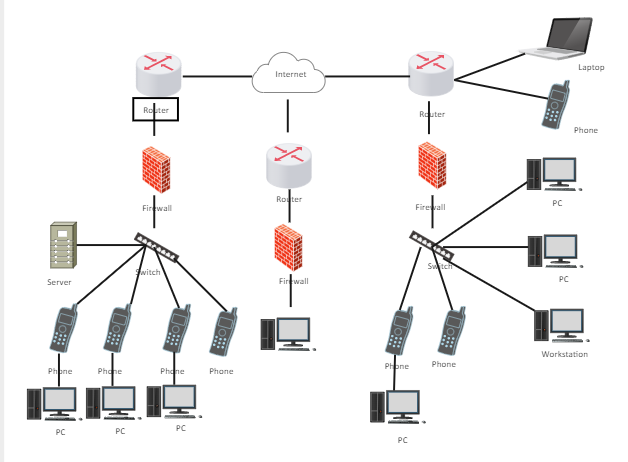 Laptop
Internet
Router
Router
Phone
Router
PC
Firewall
Firewall
Switch
Switch
Server
Firewall
PC
Workstation
Phone
Phone
Phone
Phone
Phone
Phone
PC
PC
PC
PC